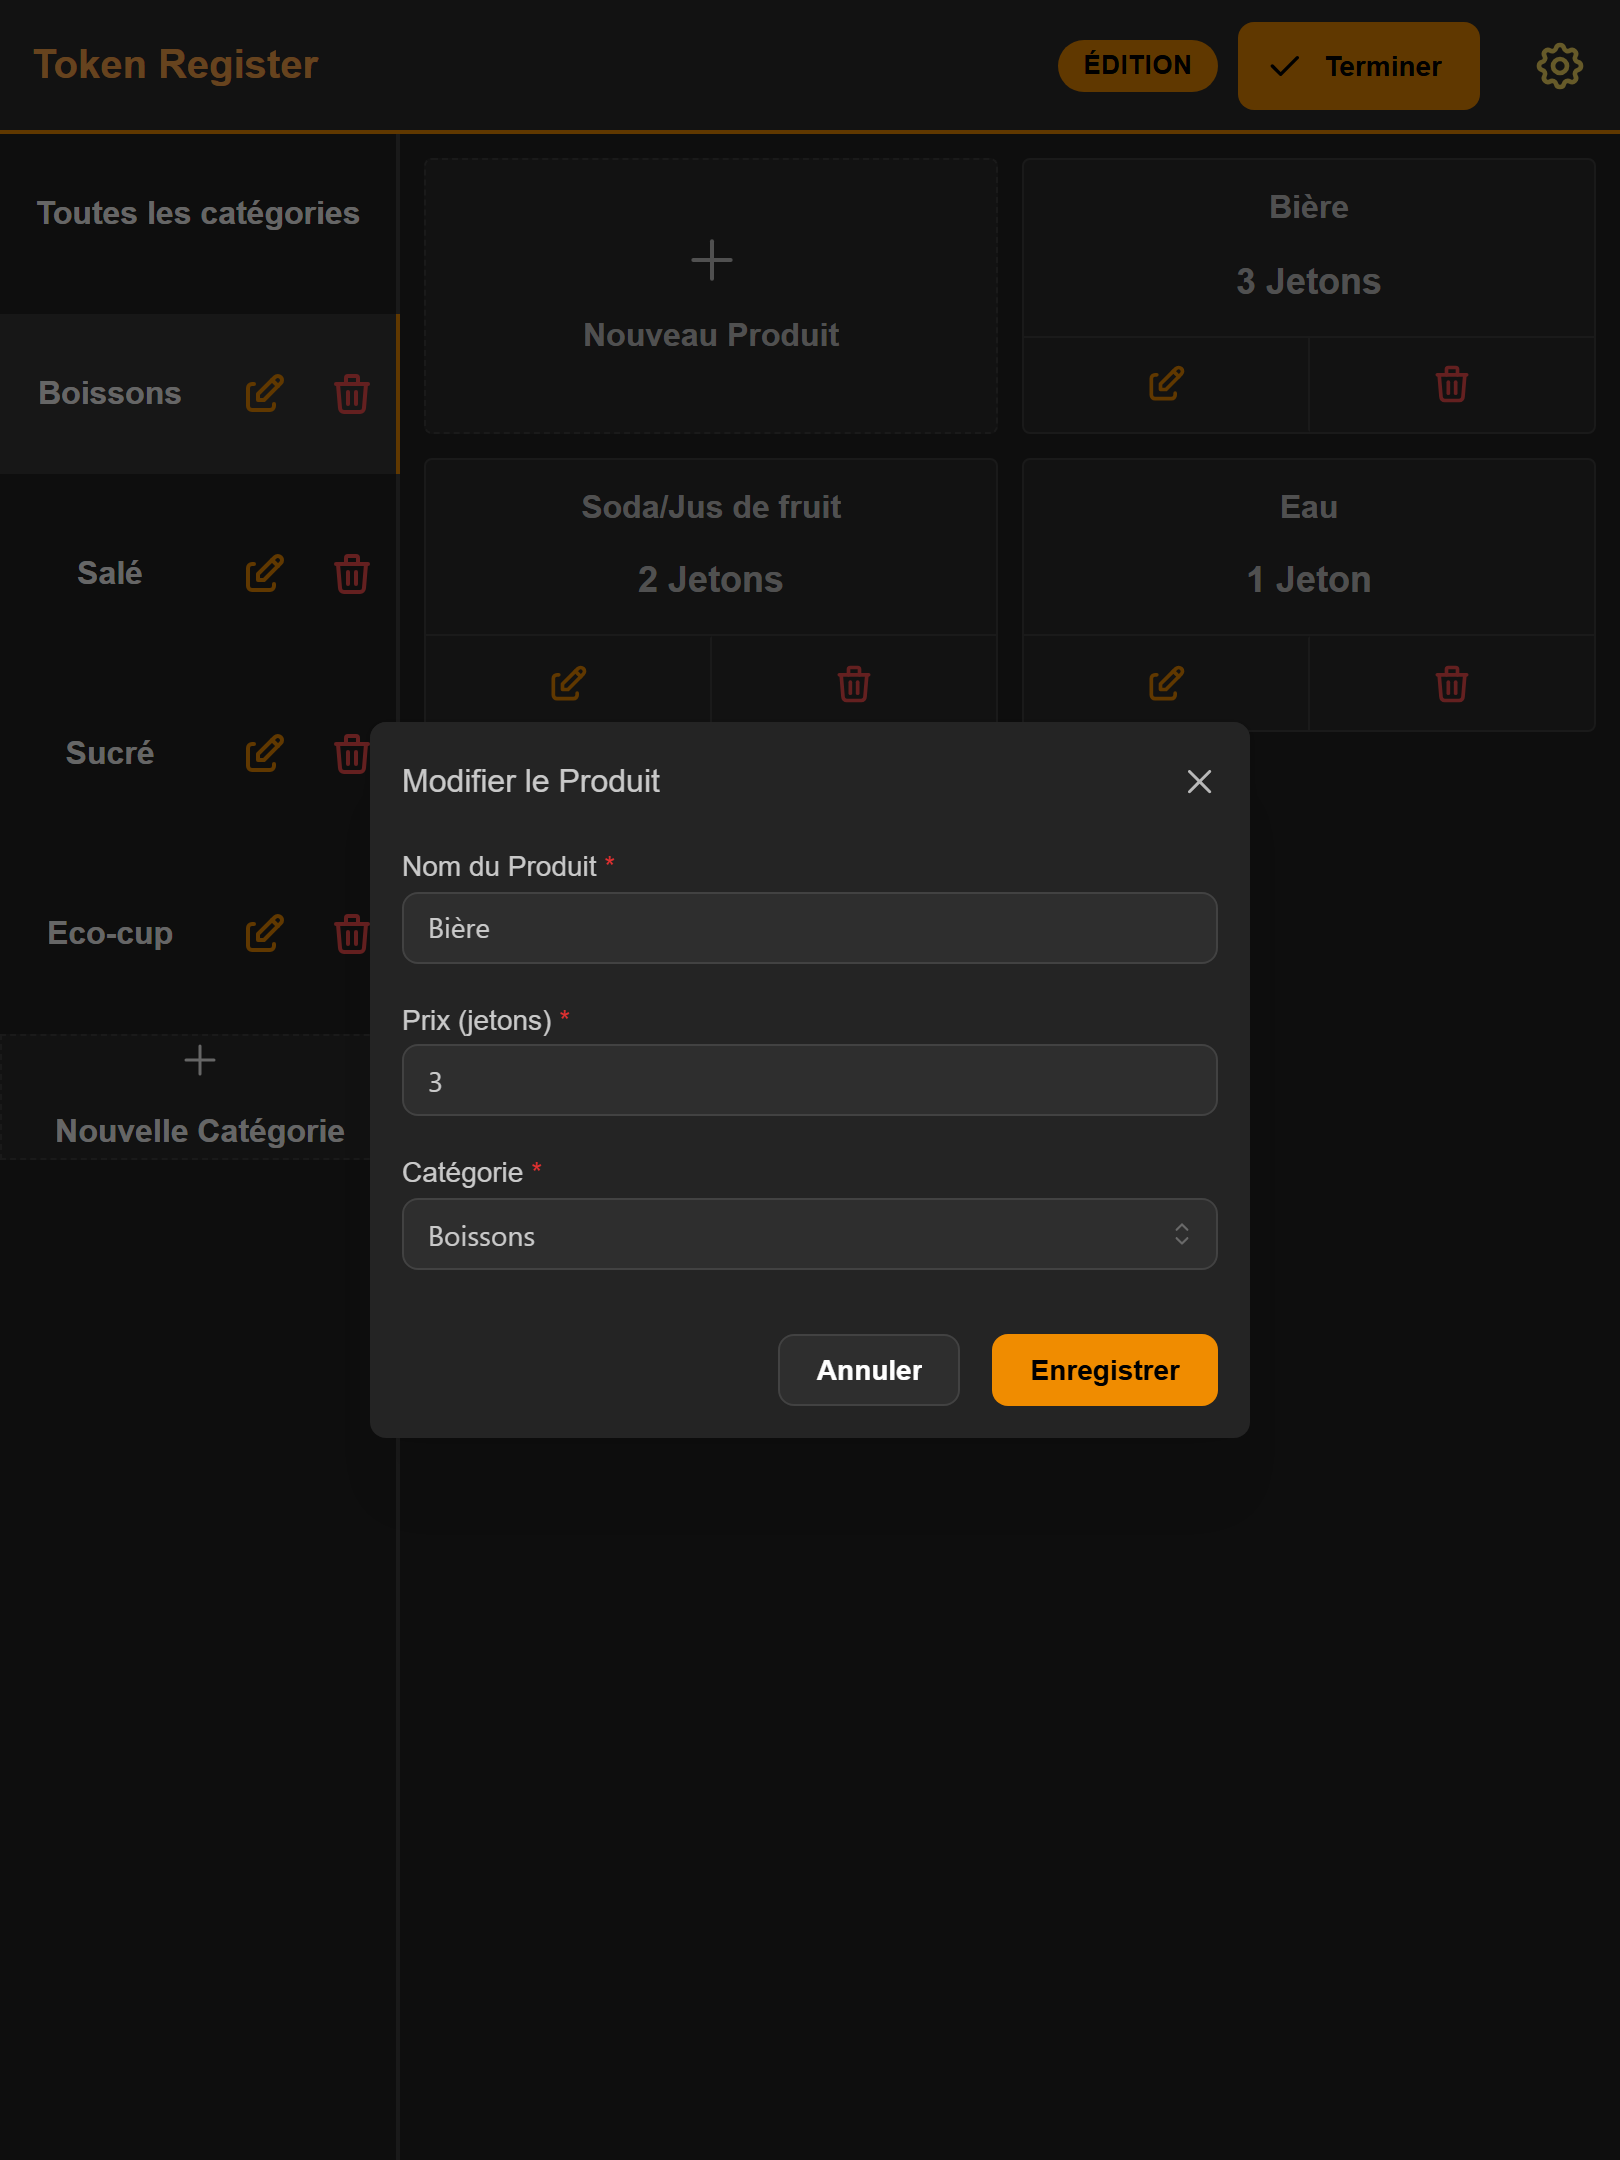 Token Register
ÉDITION
Terminer
Toutes les catégories
Boissons
Salé
Sucré
Eco-cup
Nouvelle Catégorie
Nouveau Produit
Bière
3 Jetons
Soda/Jus de fruit
2 Jetons
Eau
1 Jeton
Modifier le Produit
Nom du Produit *
Bière
Prix (jetons) *
3
Catégorie *
Boissons
Annuler
Enregistrer